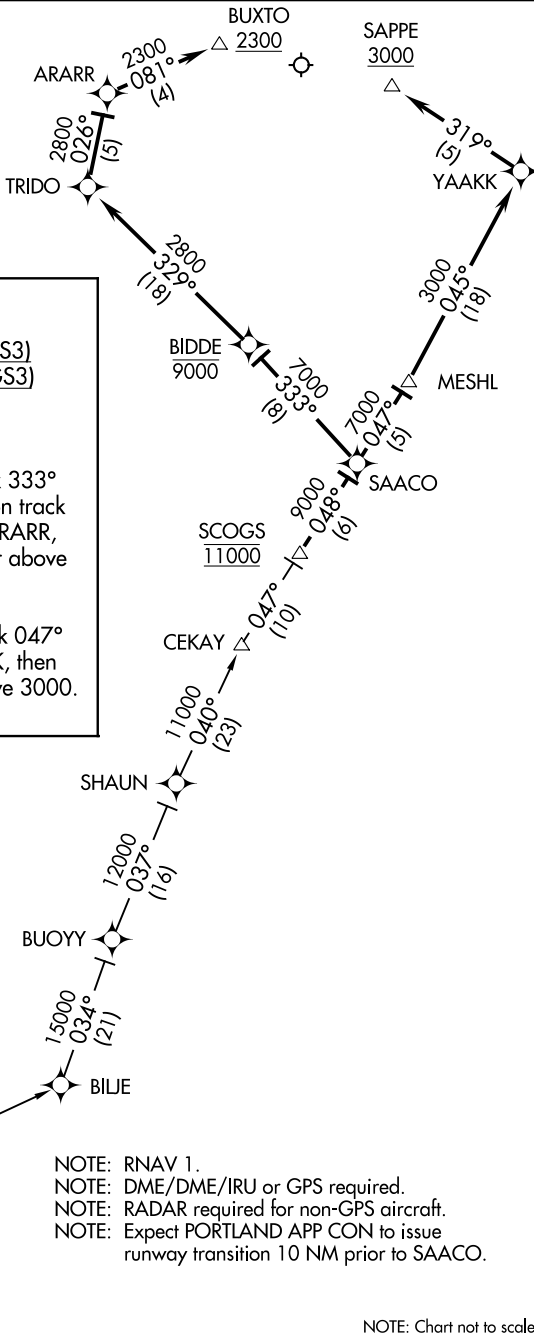 BUXTO
2300
SAPPE
3000
ARARR
2300
081°
(4)
319°
(5)
YAAKK
2800
026°
(5)
TRIDO
2800
329°
(18)
3000
045°
(18)
S3)
GS3)
BIDDE
9000
7000
333°
(8)
MESHL
7000
047°
(5)
SAACO
333°
on track
RARR,
above
9000
048°
(6)
SCOGS
11000
047°
(10)
k 047°
K, then
e 3000.
CEKAY
11000
040°
(23)
SHAUN
12000
037°
(16)
BUOYY
15000
034°
(21)
BILJE
NOTE: RNAV 1.
NOTE: DME/DME/IRU or GPS required.
NOTE: RADAR required for non-GPS aircraft.
NOTE: Expect PORTLAND APP CON to issue
runway transition 10 NM prior to SAACO.
NOTE: Chart not to scale